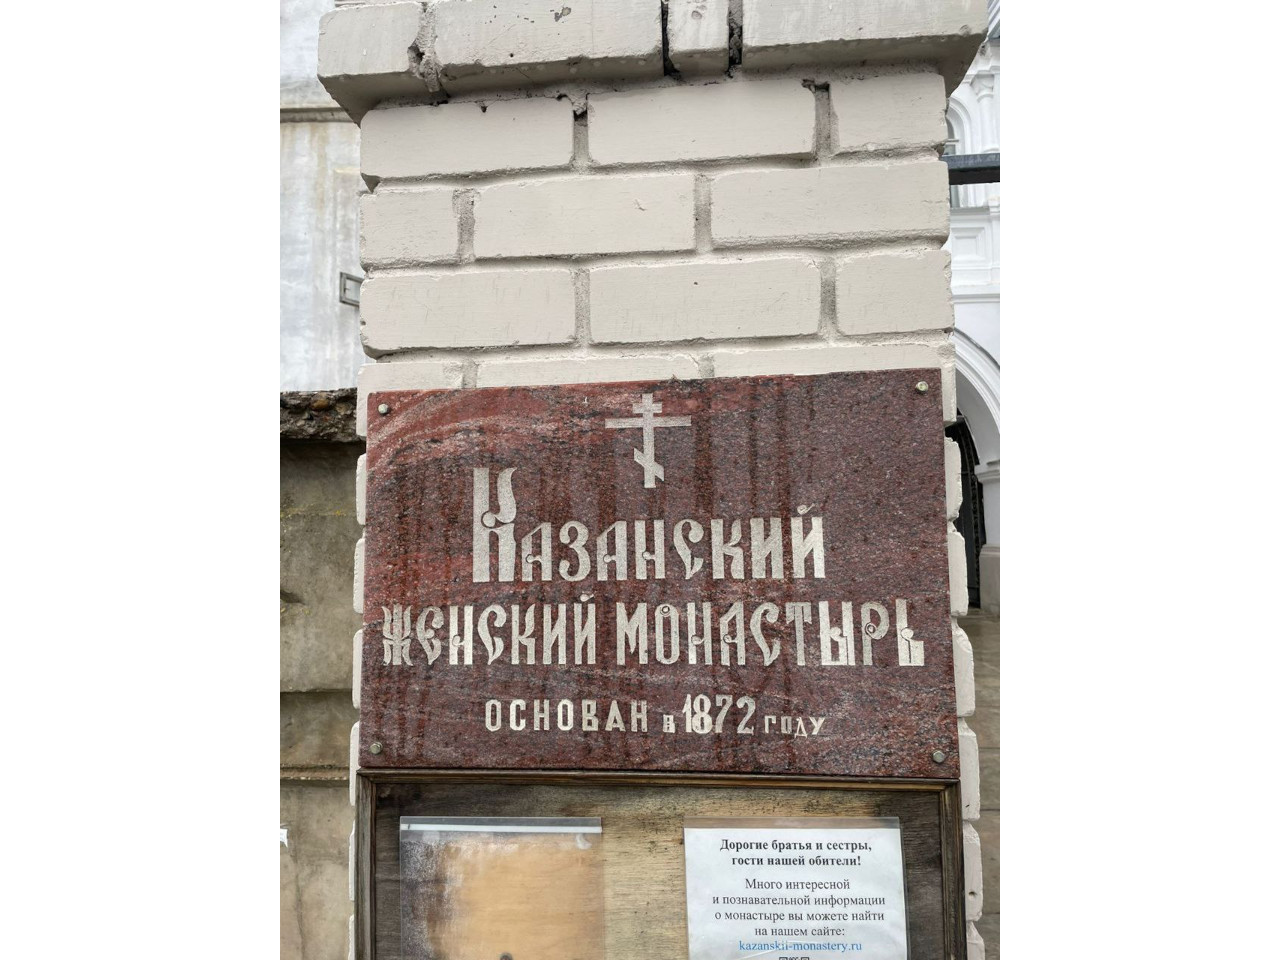 Казанский
женский монастырь
основан в 1872 году
Дорогие братья и сестры,
гости нашей обители!
Много интересной
и познавательной информации
о монастыре вы можете найти
на нашем сайте:
kazanskii-monastery.ru